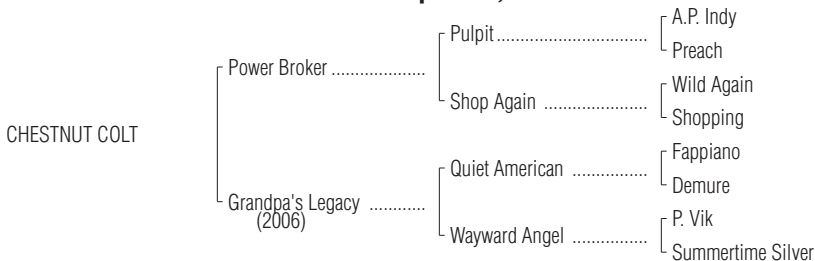 A.P. Indy
Pulpit
Preach
Power Broker
Wild Again
Shop Again
Shopping
CHESTNUT COLT
Fappiano
Quiet American
Demure
Grandpa's Legacy
(2006)
P. Vik
Wayward Angel
Summertime Silver